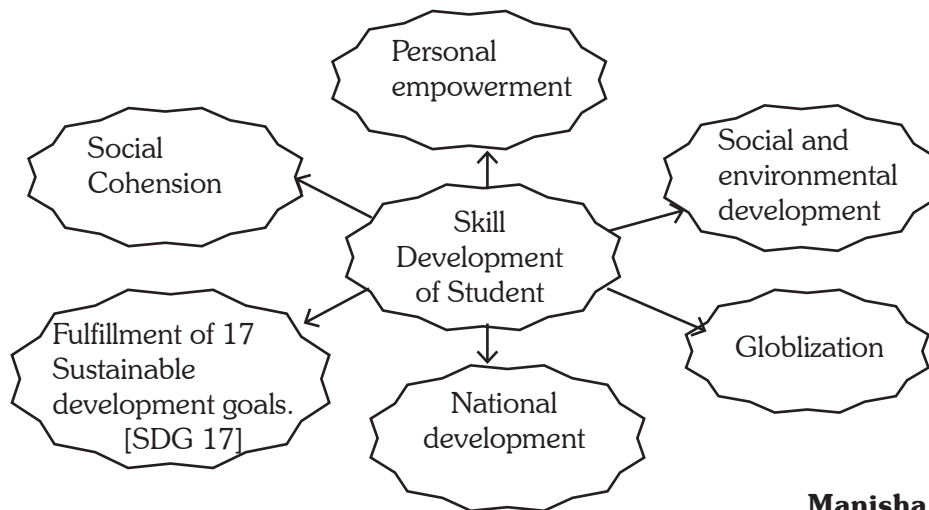 Personal
empowerment
Social
Cohension
Social and
environmental
development
Skill
Development
of Student
Fulfillment of 17
Sustainable
development goals.
[SDG 17]
National
development
Globlization
Manisha